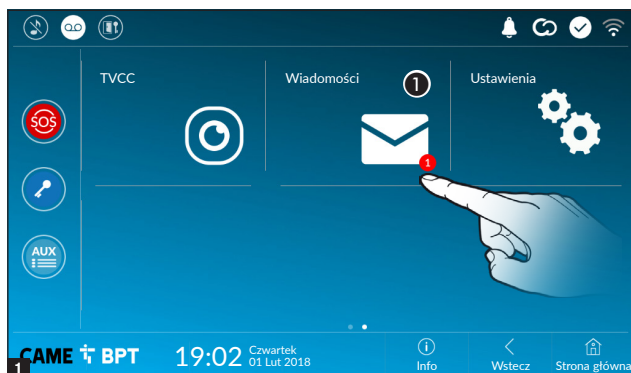 TVCC
Wiadomości
1
Ustawienia
SOS
1
AUX
CAME BPT
19:02
Czwartek
01 Lut 2018
Info
Wstecz
Strona główna
1